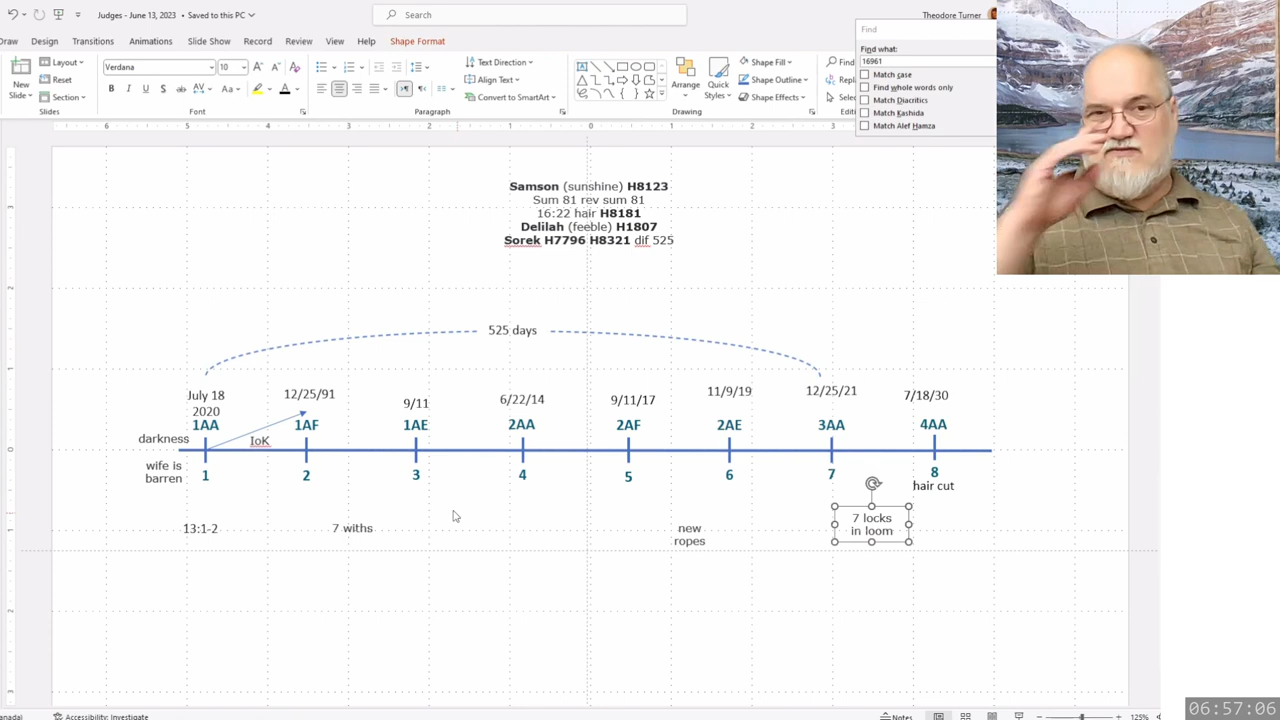 Judges - June 13, 2023 • Saved to this PC
Search
Theodore Turner
Draw Design Transitions Animations Slide Show Record Review View Help Shape Format
Find
Find what:
16961
Match case
Find whole words only
Match Diacritics
Match Kashida
Match Alef Hamza
New
Slide
Layout
Reset
Section
Verdana 10
Text Direction
Align Text
Convert to SmartArt
Arrange
Quick
Styles
Shape Fill
Shape Outline
Shape Effects
Font
Paragraph
Drawing
Samson (sunshine) H8123
Sum 81 rev sum 81
16:22 hair H8181
Delilah (feeble) H1807
Sorek H7796 H8321 dif 525
525 days
July 18
2020
12/25/91
9/11
6/22/14
9/11/17
11/9/19
12/25/21
7/18/30
1AA 1AF 1AE 2AA 2AF 2AE 3AA 4AA
darkness
IoK
wife is
barren
1 2 3 4 5 6 7 8
hair cut
13:1-2
7 withs
new
ropes
7 locks
in loom
Accessibility: Investigate
Notes
125%
06:57:06